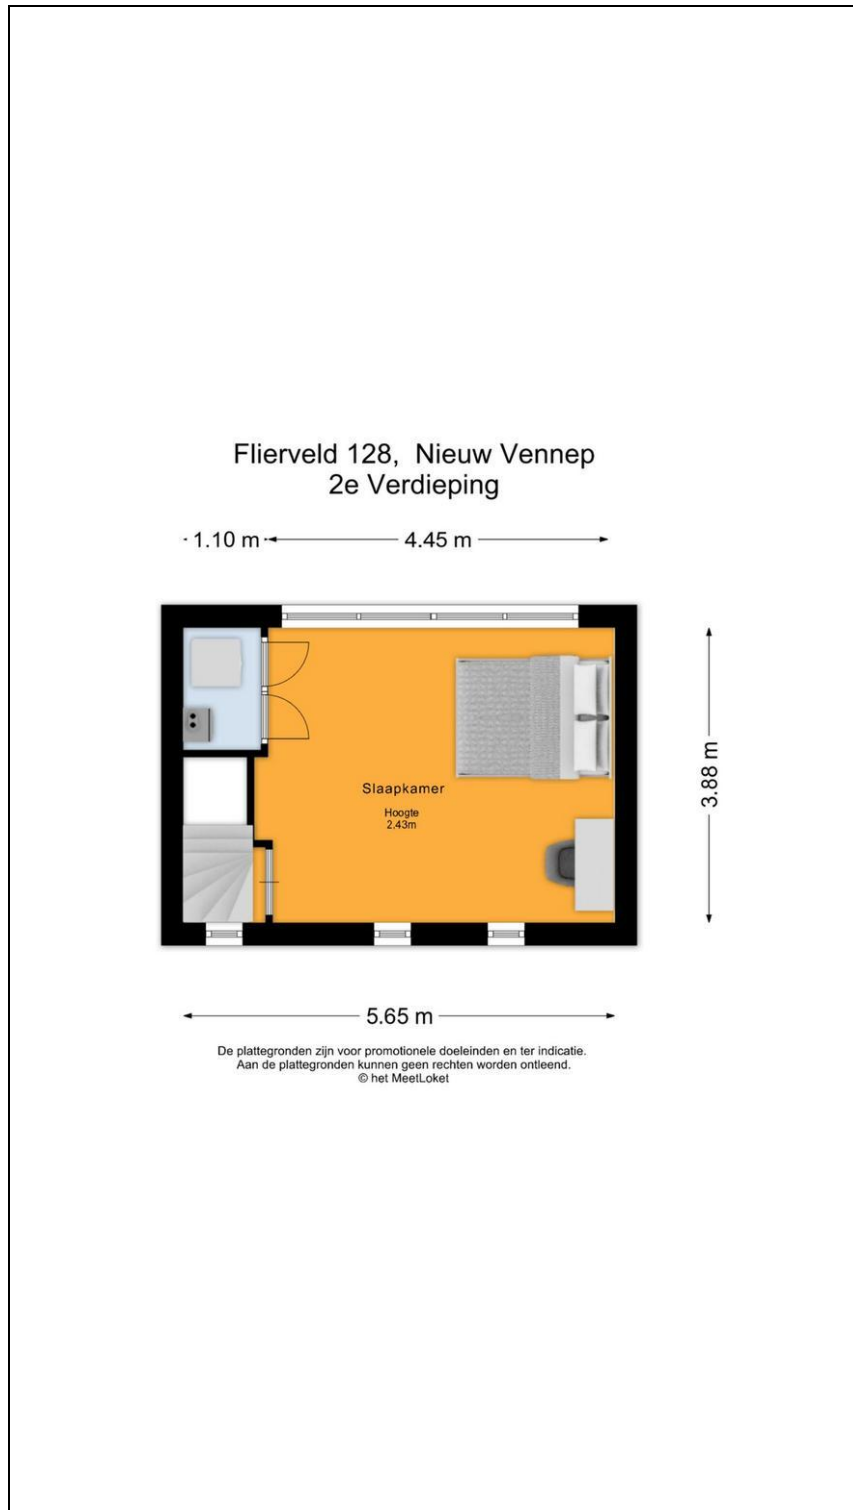 Flierveld 128, Nieuw Vennep
2e Verdieping
1.10 m
4.45 m
3.88 m
Slaapkamer
Hoogte
2,43m
5.65 m
De plattegronden zijn voor promotionele doeleinden en ter indicatie.
Aan de plattegronden kunnen geen rechten worden ontleend.
© het MeetLoket